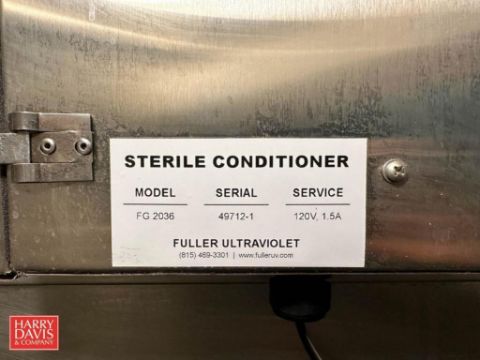 STERILE CONDITIONER
MODEL SERIAL SERVICE
FG 2036 49712-1 120V, 1.5A
FULLER ULTRAVIOLET
(815) 469-3301 | www.fulleruv.com
HARRY
DAVIS
& COMPANY